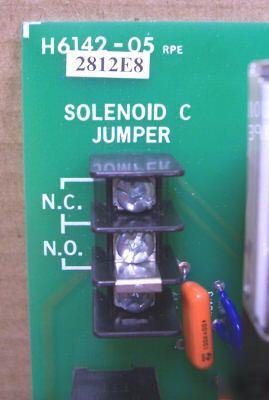 H6142-05 RPE
2812E8
SOLENOID C
JUMPER
N.C.
N.O.